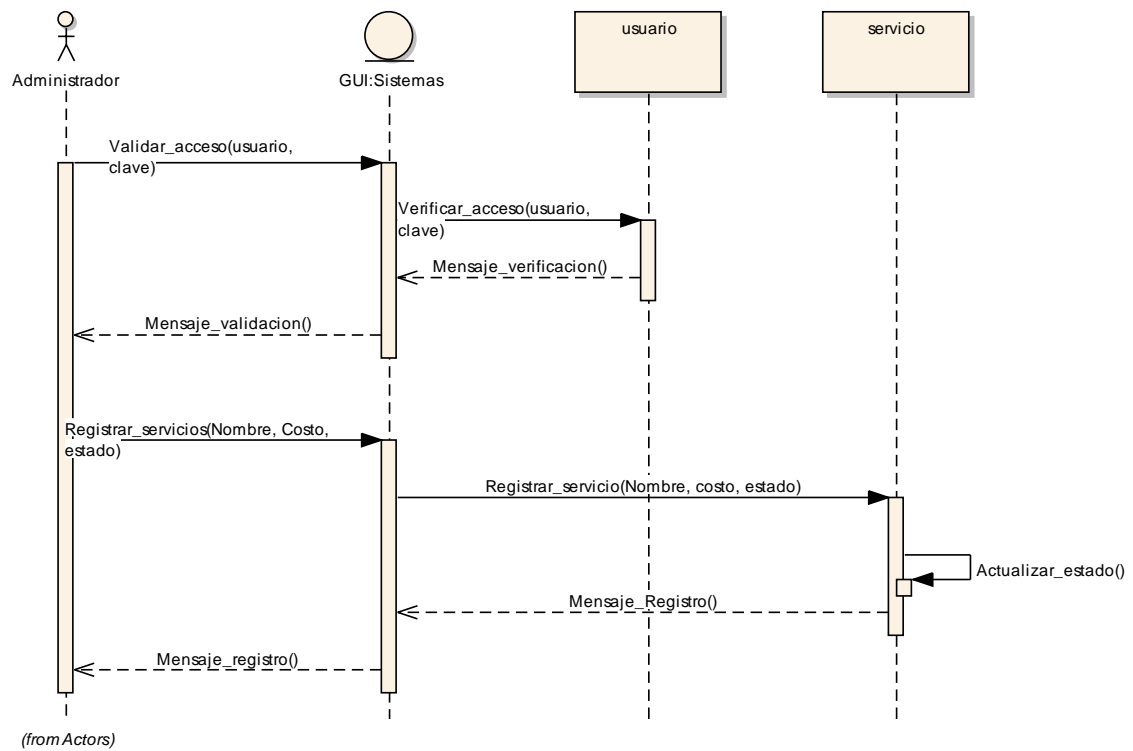 usuario
servicio
Administrador
GUI:Sistemas
Validar_acceso(usuario,
clave)
Verificar_acceso(usuario,
clave)
Mensaje_verificacion()
Mensaje_validacion()
Registrar_servicios(Nombre, Costo,
estado)
Registrar_servicio(Nombre, costo, estado)
Actualizar_estado()
Mensaje_Registro()
Mensaje_registro()
(from Actors)